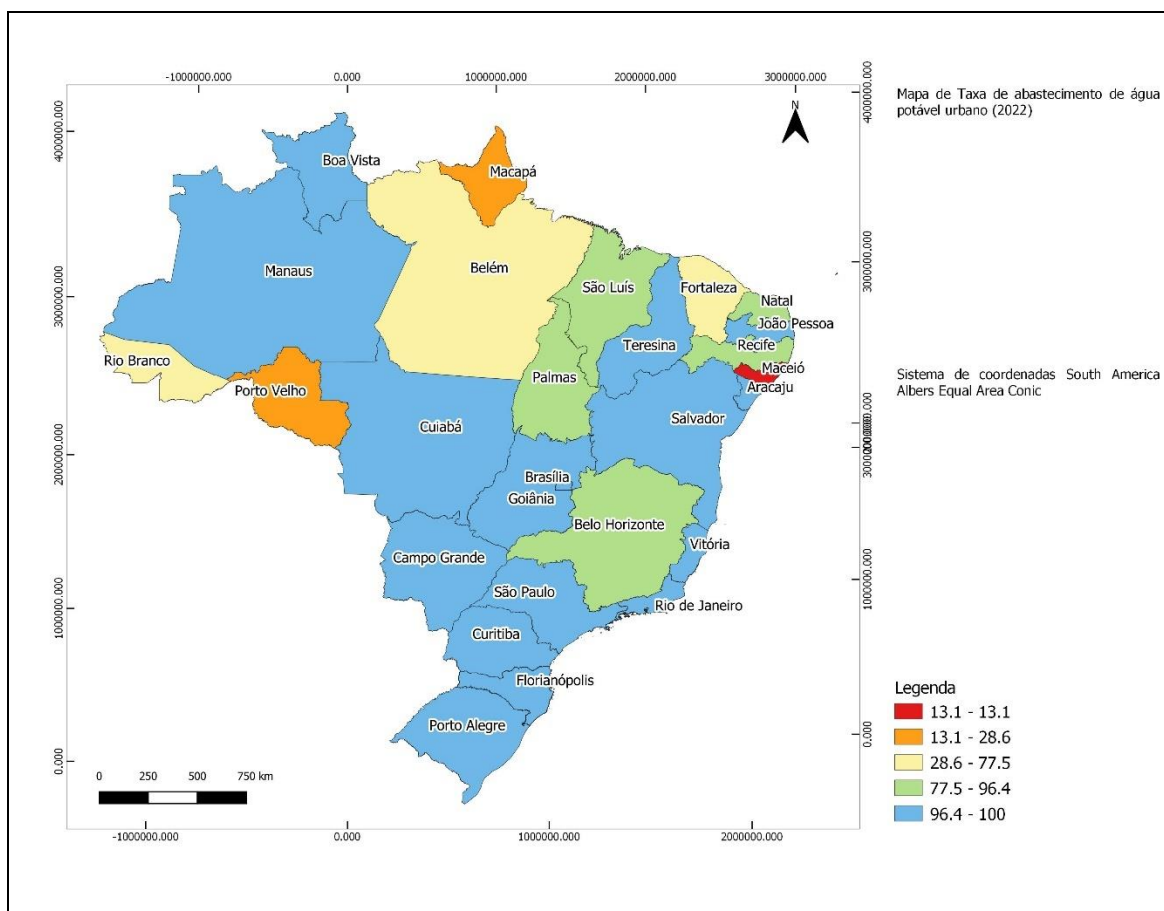 -1000000.000 0.000 1000000.000 2000000.000 3000000.000
4000000.000
3000000.000
2000000.000
1000000.000
0.000
4000000.000
3000000.000
1000000.000
0.000
N
Boa Vista
Macapá
Manaus
Belém
São Luís
Fortaleza
Natal
João Pessoa
Teresina
Recife
Rio Branco
Maceió
Porto Velho
Palmas
Aracaju
Cuiabá
Salvador
Brasília
Goiânia
Belo Horizonte
Vitória
Campo Grande
São Paulo
Rio de Janeiro
Curitiba
Florianópolis
Porto Alegre
0 250 500 750 km
-1000000.000 0.000 1000000.000 2000000.000
Mapa de Taxa de abastecimento de água
potável urbano (2022)
Sistema de coordenadas South America
Albers Equal Area Conic
Legenda
13.1 - 13.1
13.1 - 28.6
28.6 - 77.5
77.5 - 96.4
96.4 - 100